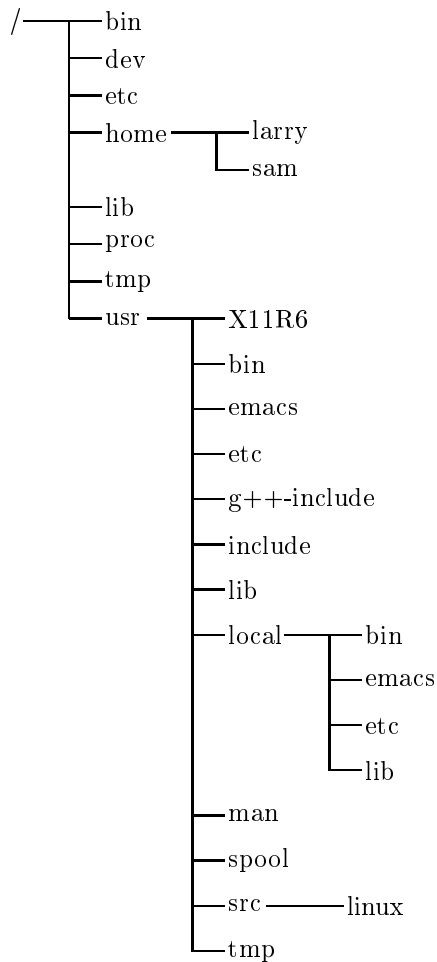 / bin
dev
etc
home larry
sam
lib
proc
tmp
usr X11R6
bin
emacs
etc
g++-include
include
lib
local bin
emacs
etc
lib
man
spool
src linux
tmp